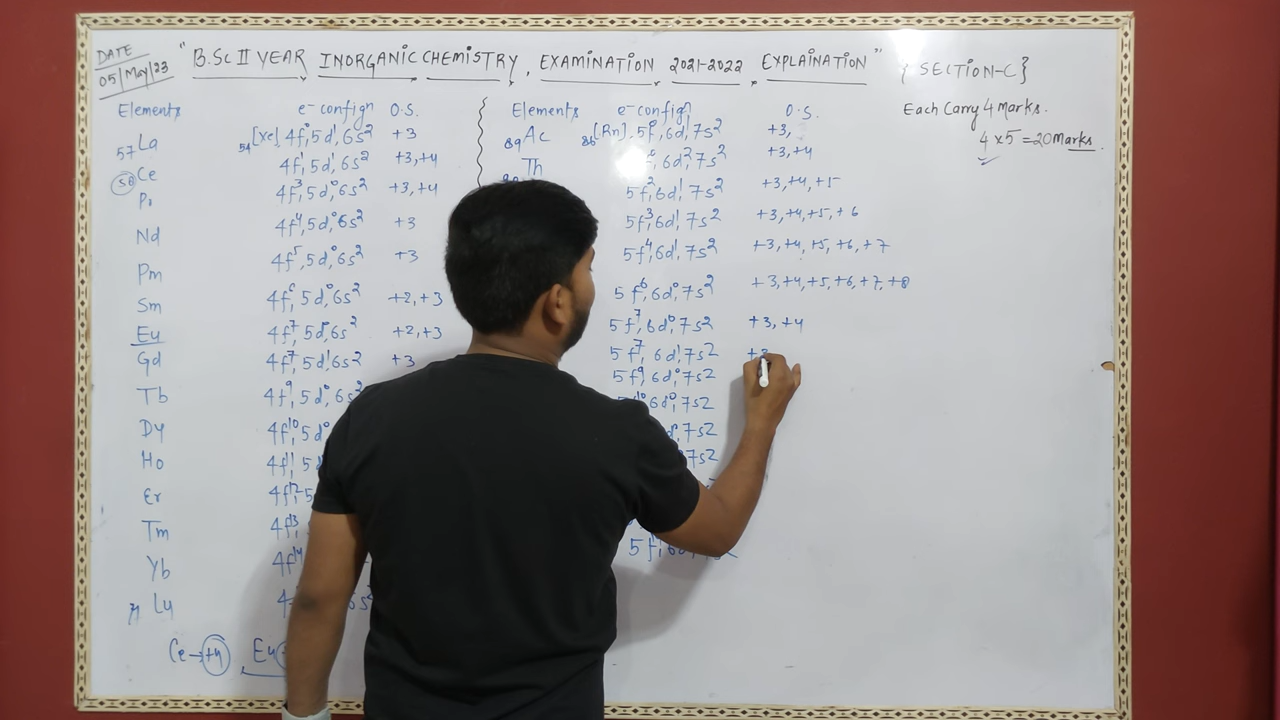 DATE
05/May/23
"B.Sc II YEAR INORGANIC CHEMISTRY, EXAMINATION 2021-2022, EXPLAINATION" { SECTION-C}
Each Carry 4 Marks.
4 x 5 = 20 Marks.
Elements e- config O.S.
57 La 54[Xe] 4f⁰, 5d¹, 6s² +3
58 Ce 4f¹, 5d¹, 6s² +3, +4
Pr 4f³, 5d⁰, 6s² +3, +4
Nd 4f⁴, 5d⁰, 6s² +3
Pm 4f⁵, 5d⁰, 6s² +3
Sm 4f⁶, 5d⁰, 6s² +2, +3
Eu 4f⁷, 5d⁰, 6s² +2, +3
Gd 4f⁷, 5d¹, 6s² +3
Tb 4f⁹, 5d⁰, 6s²
Dy 4f¹⁰, 5d⁰
Ho 4f¹¹, 5d
Er 4f¹², 5
Tm 4f¹³
Yb 4f¹⁴
71 Lu
Ce → +4 Eu
Elements e- config O.S.
89 Ac 86[Rn] 5f⁰, 6d¹, 7s² +3,
Th 6d², 7s² +3, +4
5f², 6d¹, 7s² +3, +4, +5
5f³, 6d¹, 7s² +3, +4, +5, +6
5f⁴, 6d¹, 7s² +3, +4, +5, +6, +7
5f⁶, 6d⁰, 7s² +3, +4, +5, +6, +7, +8
5f⁷, 6d⁰, 7s² +3, +4
5f⁷, 6d¹, 7s²
5f⁹, 6d⁰, 7s²
6d⁰, 7s²
7s²
7s²